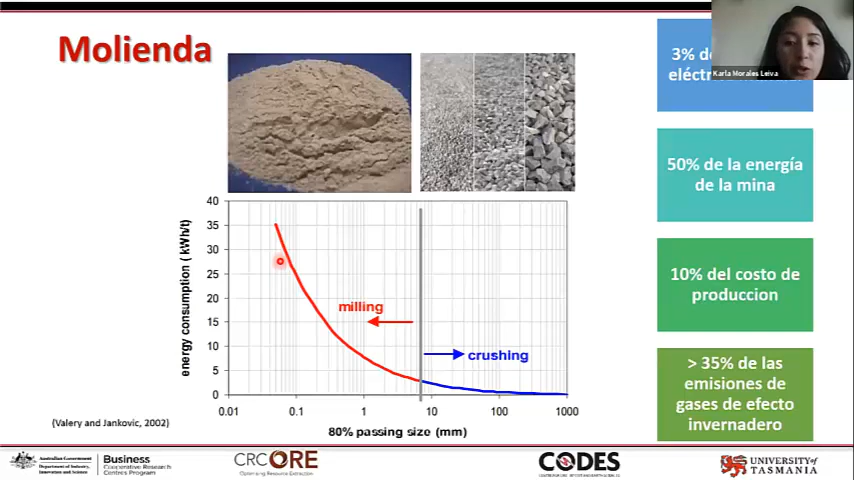 Molienda
3% de
eléctr
Karla Morales Leiva
50% de la energía
de la mina
10% del costo de
produccion
> 35% de las
emisiones de
gases de efecto
invernadero
energy consumption ( kWh/t)
40
35
30
25
20
15
10
5
0
milling
crushing
0.01
0.1
1
10
100
1000
80% passing size (mm)
(Valery and Jankovic, 2002)
Australian Government
Department of Industry,
Innovation and Science
Business
Cooperative Research
Centres Program
CRC ORE
Optimising Resource Extraction
CODES
UNIVERSITY of
TASMANIA